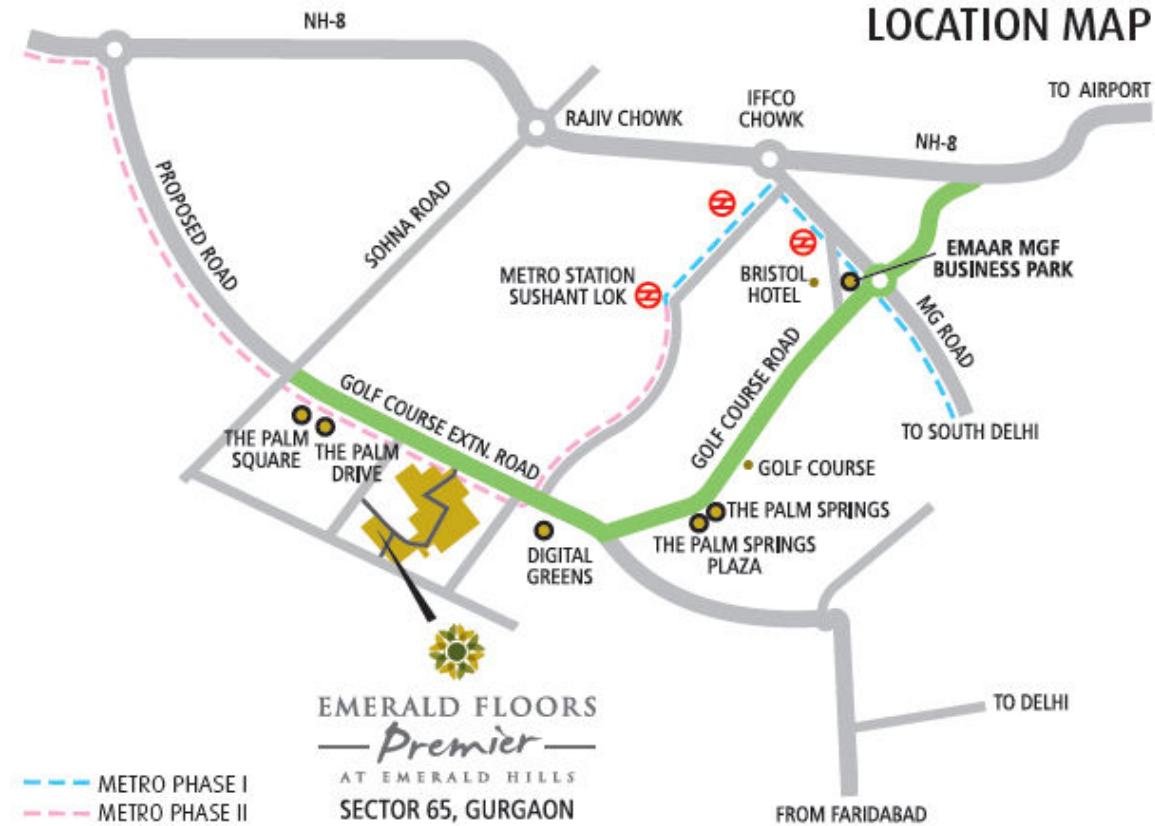 LOCATION MAP
NH-8
TO AIRPORT
IFFCO
CHOWK
RAJIV CHOWK
NH-8
PROPOSED ROAD
SOHNA ROAD
METRO STATION
SUSHANT LOK
BRISTOL
HOTEL
EMAAR MGF
BUSINESS PARK
MG ROAD
GOLF COURSE ROAD
GOLF COURSE EXTN. ROAD
TO SOUTH DELHI
THE PALM
SQUARE
THE PALM
DRIVE
GOLF COURSE
THE PALM SPRINGS
THE PALM SPRINGS
PLAZA
DIGITAL
GREENS
EMERALD FLOORS
Premier
AT EMERALD HILLS
SECTOR 65, GURGAON
TO DELHI
FROM FARIDABAD
METRO PHASE I
METRO PHASE II